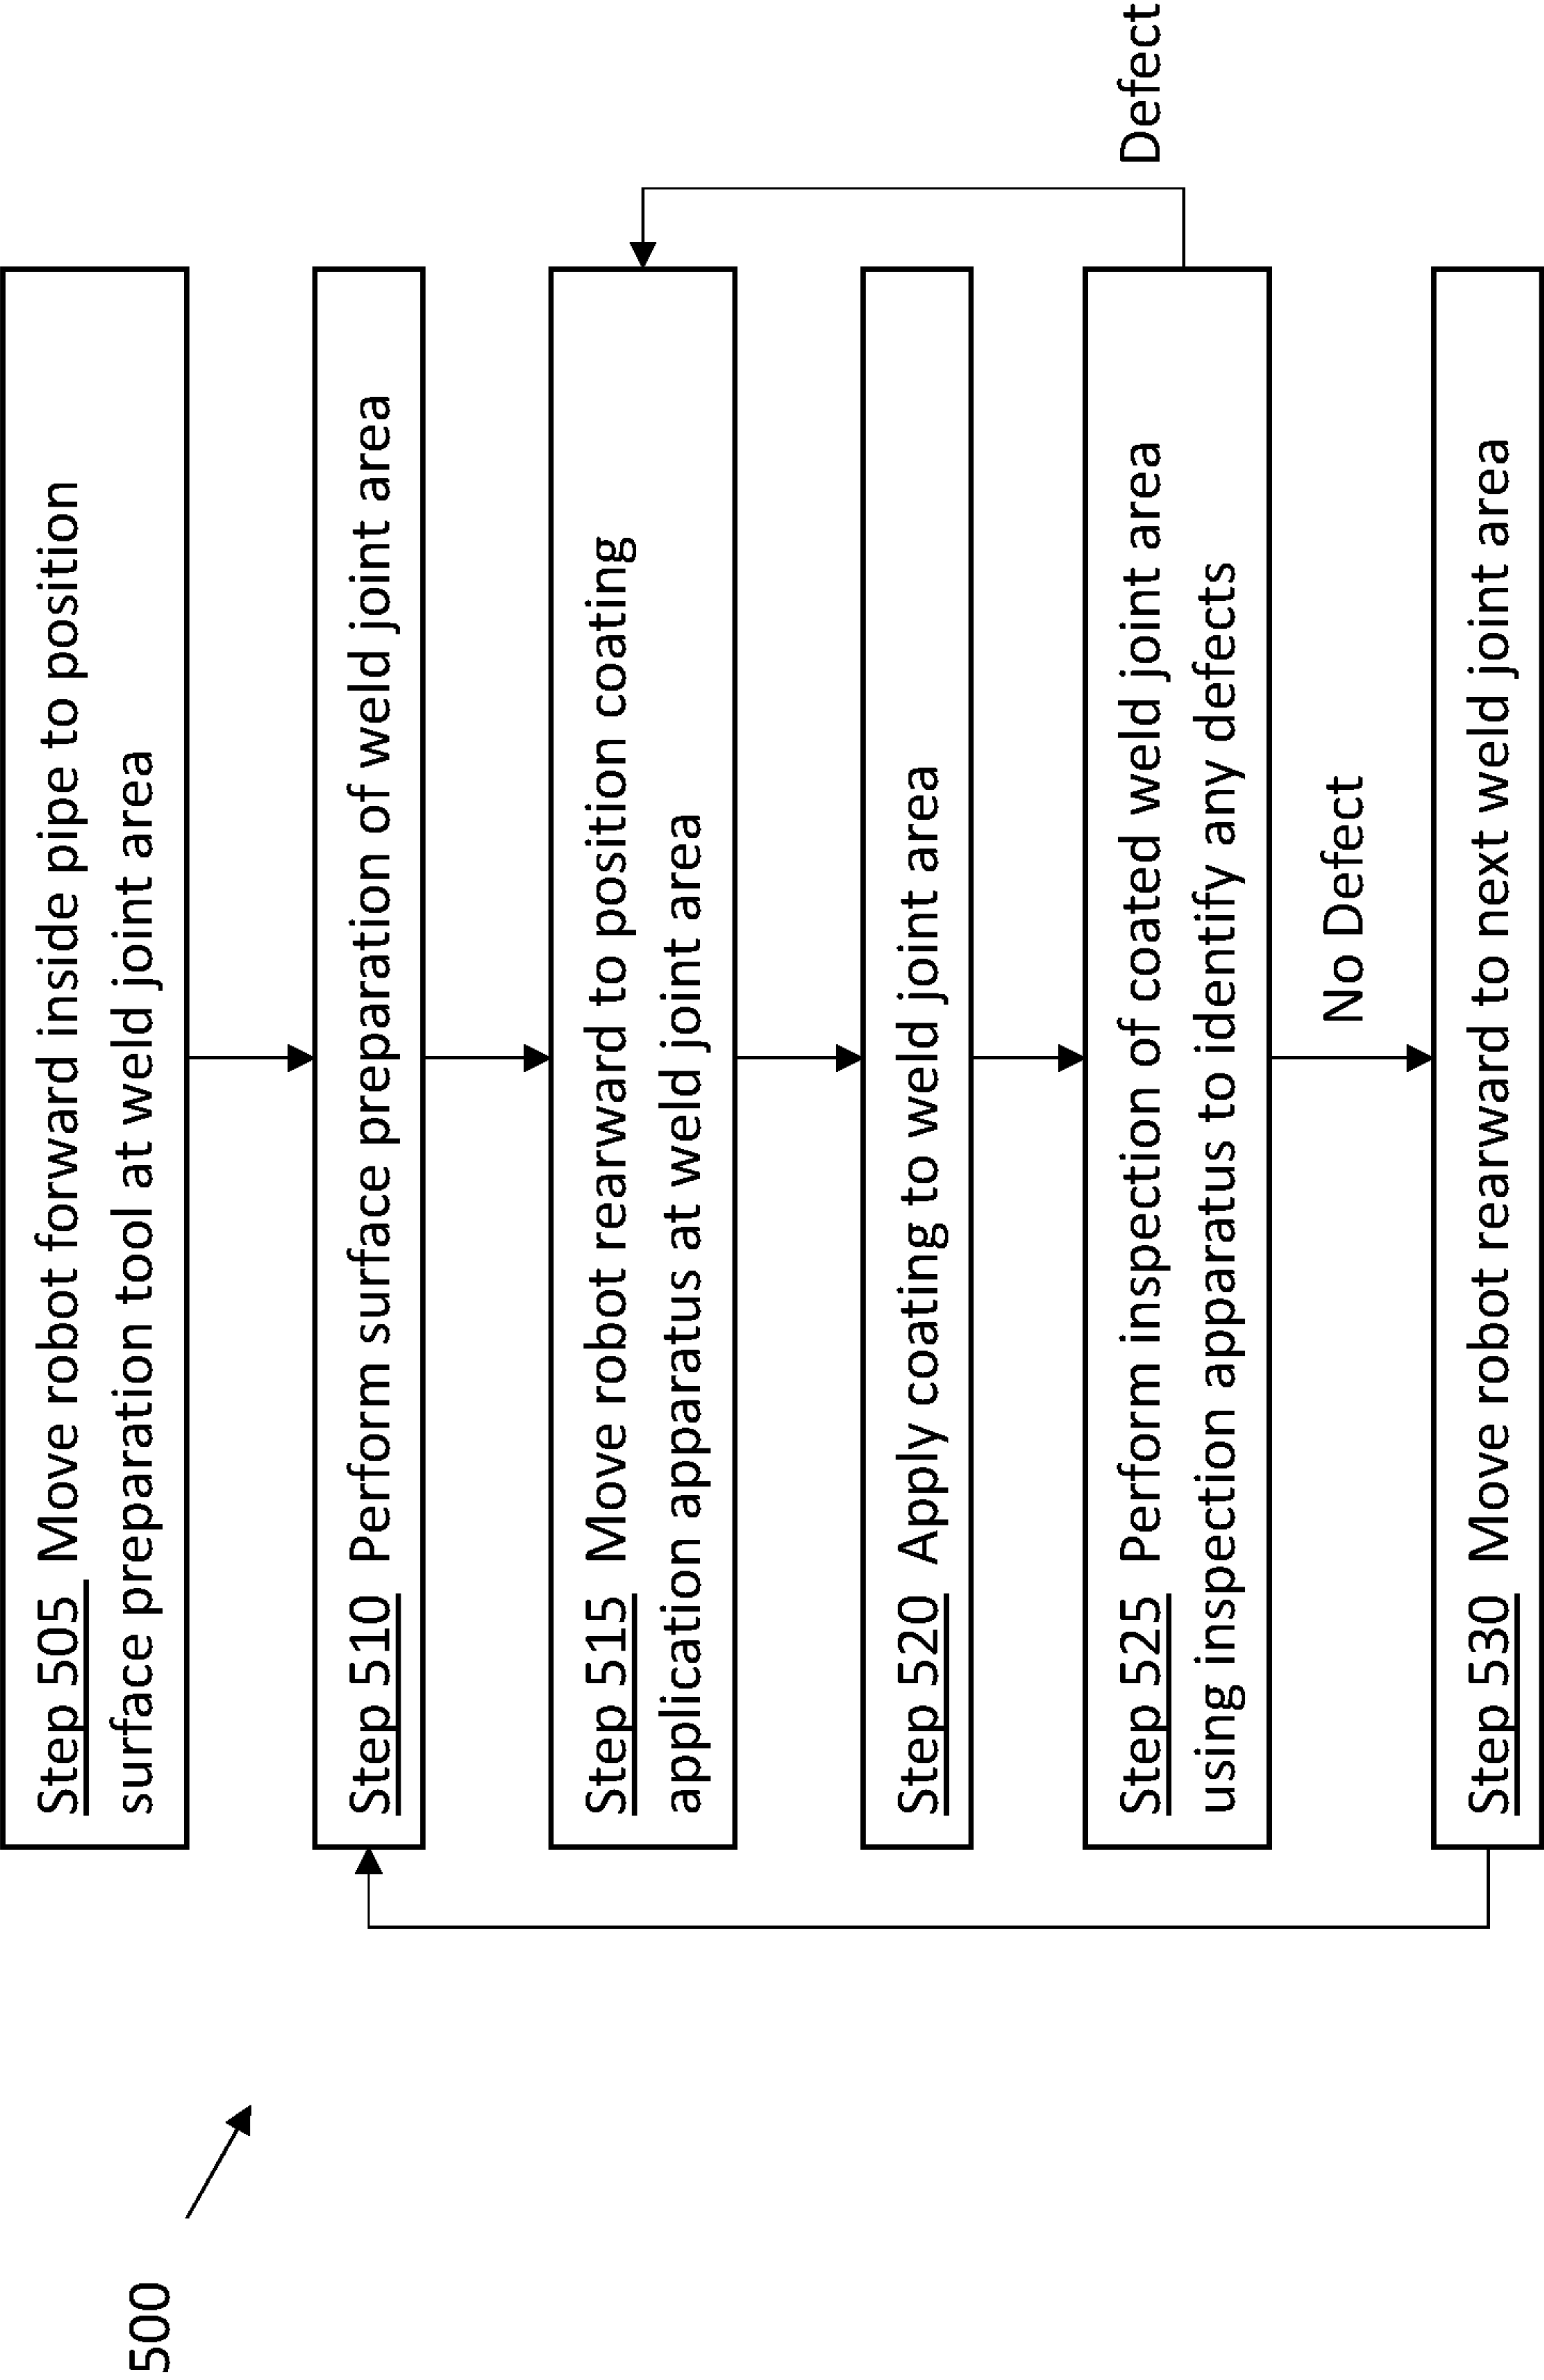 500
Step 505 Move robot forward inside pipe to position
surface preparation tool at weld joint area
Step 510 Perform surface preparation of weld joint area
Step 515 Move robot rearward to position coating
application apparatus at weld joint area
Step 520 Apply coating to weld joint area
Step 525 Perform inspection of coated weld joint area
using inspection apparatus to identify any defects
Defect
No Defect
Step 530 Move robot rearward to next weld joint area